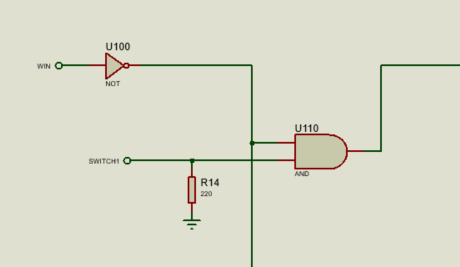 U100
WIN
NOT
U110
SWITCH1
AND
R14
220